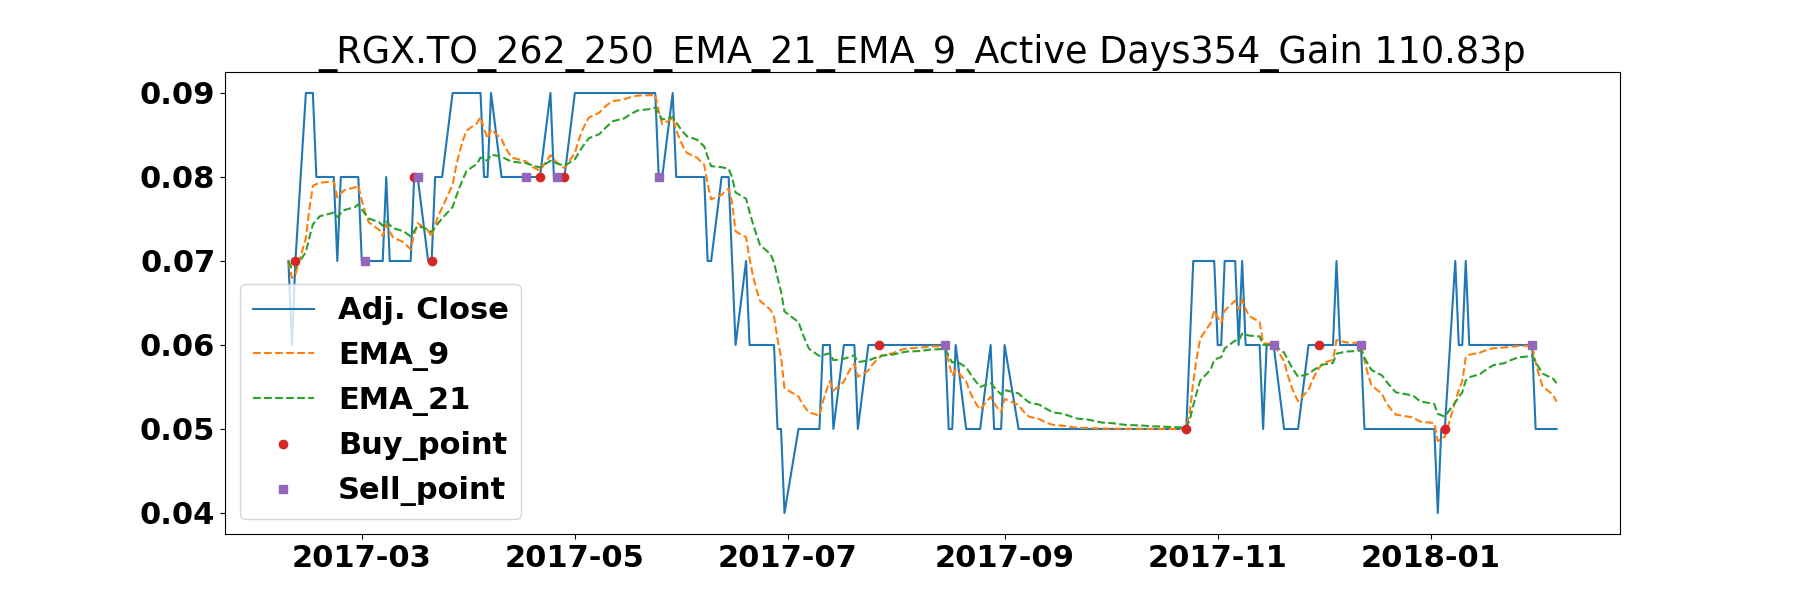 _RGX.TO_262_250_EMA_21_EMA_9_Active Days354_Gain 110.83p
0.09
0.08
0.07
0.06
0.05
0.04
Adj. Close
EMA_9
EMA_21
Buy_point
Sell_point
2017-03 2017-05 2017-07 2017-09 2017-11 2018-01